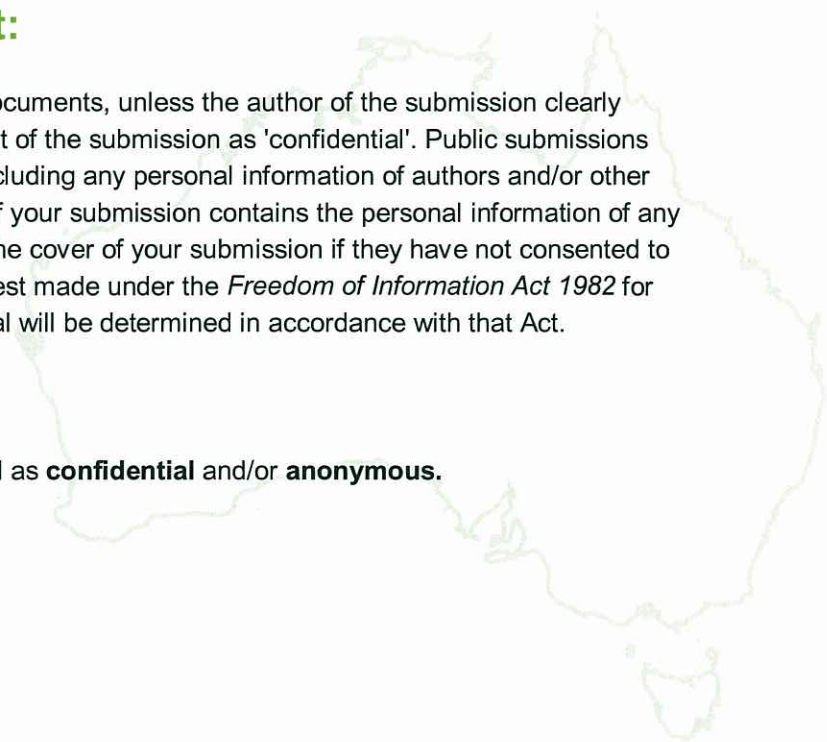 t:
ocuments, unless the author of the submission clearly
t of the submission as 'confidential'. Public submissions
cluding any personal information of authors and/or other
f your submission contains the personal information of any
he cover of your submission if they have not consented to
est made under the Freedom of Information Act 1982 for
al will be determined in accordance with that Act.
as confidential and/or anonymous.